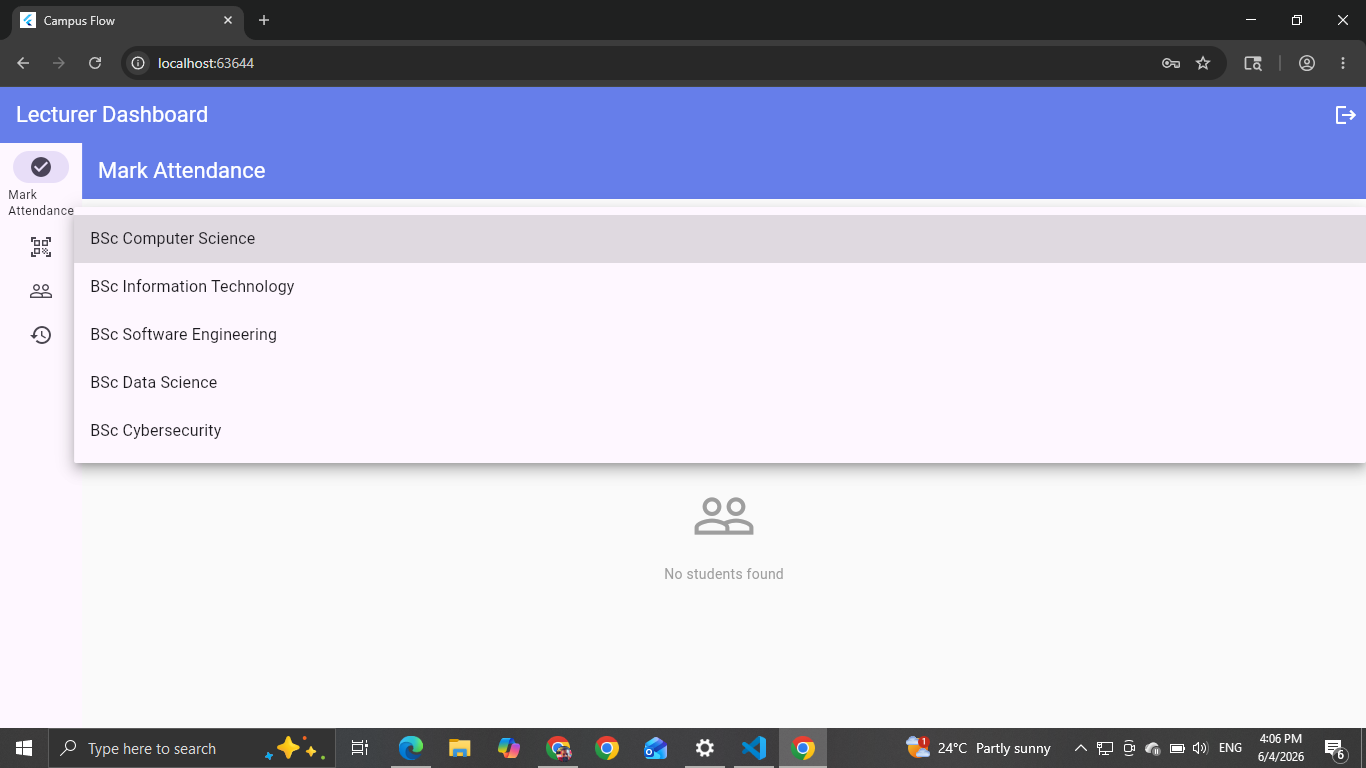 Campus Flow
localhost:63644
Lecturer Dashboard
Mark Attendance
Mark
Attendance
BSc Computer Science
BSc Information Technology
BSc Software Engineering
BSc Data Science
BSc Cybersecurity
No students found
Type here to search
1
24°C Partly sunny
ENG
4:06 PM
6/4/2026
6